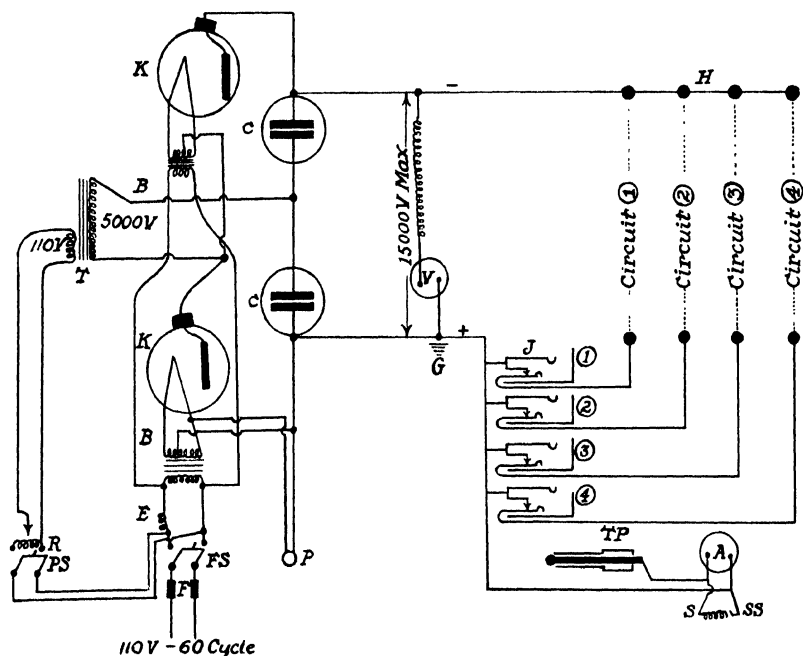 K
C
H
−
B
5000V
110V
T
15000V Max
Circuit ①
Circuit ②
Circuit ③
Circuit ④
C
V
+
G
K
J
①
②
③
④
B
E
R
PS
FS
F
P
TP
A
S
SS
110V – 60 Cycle